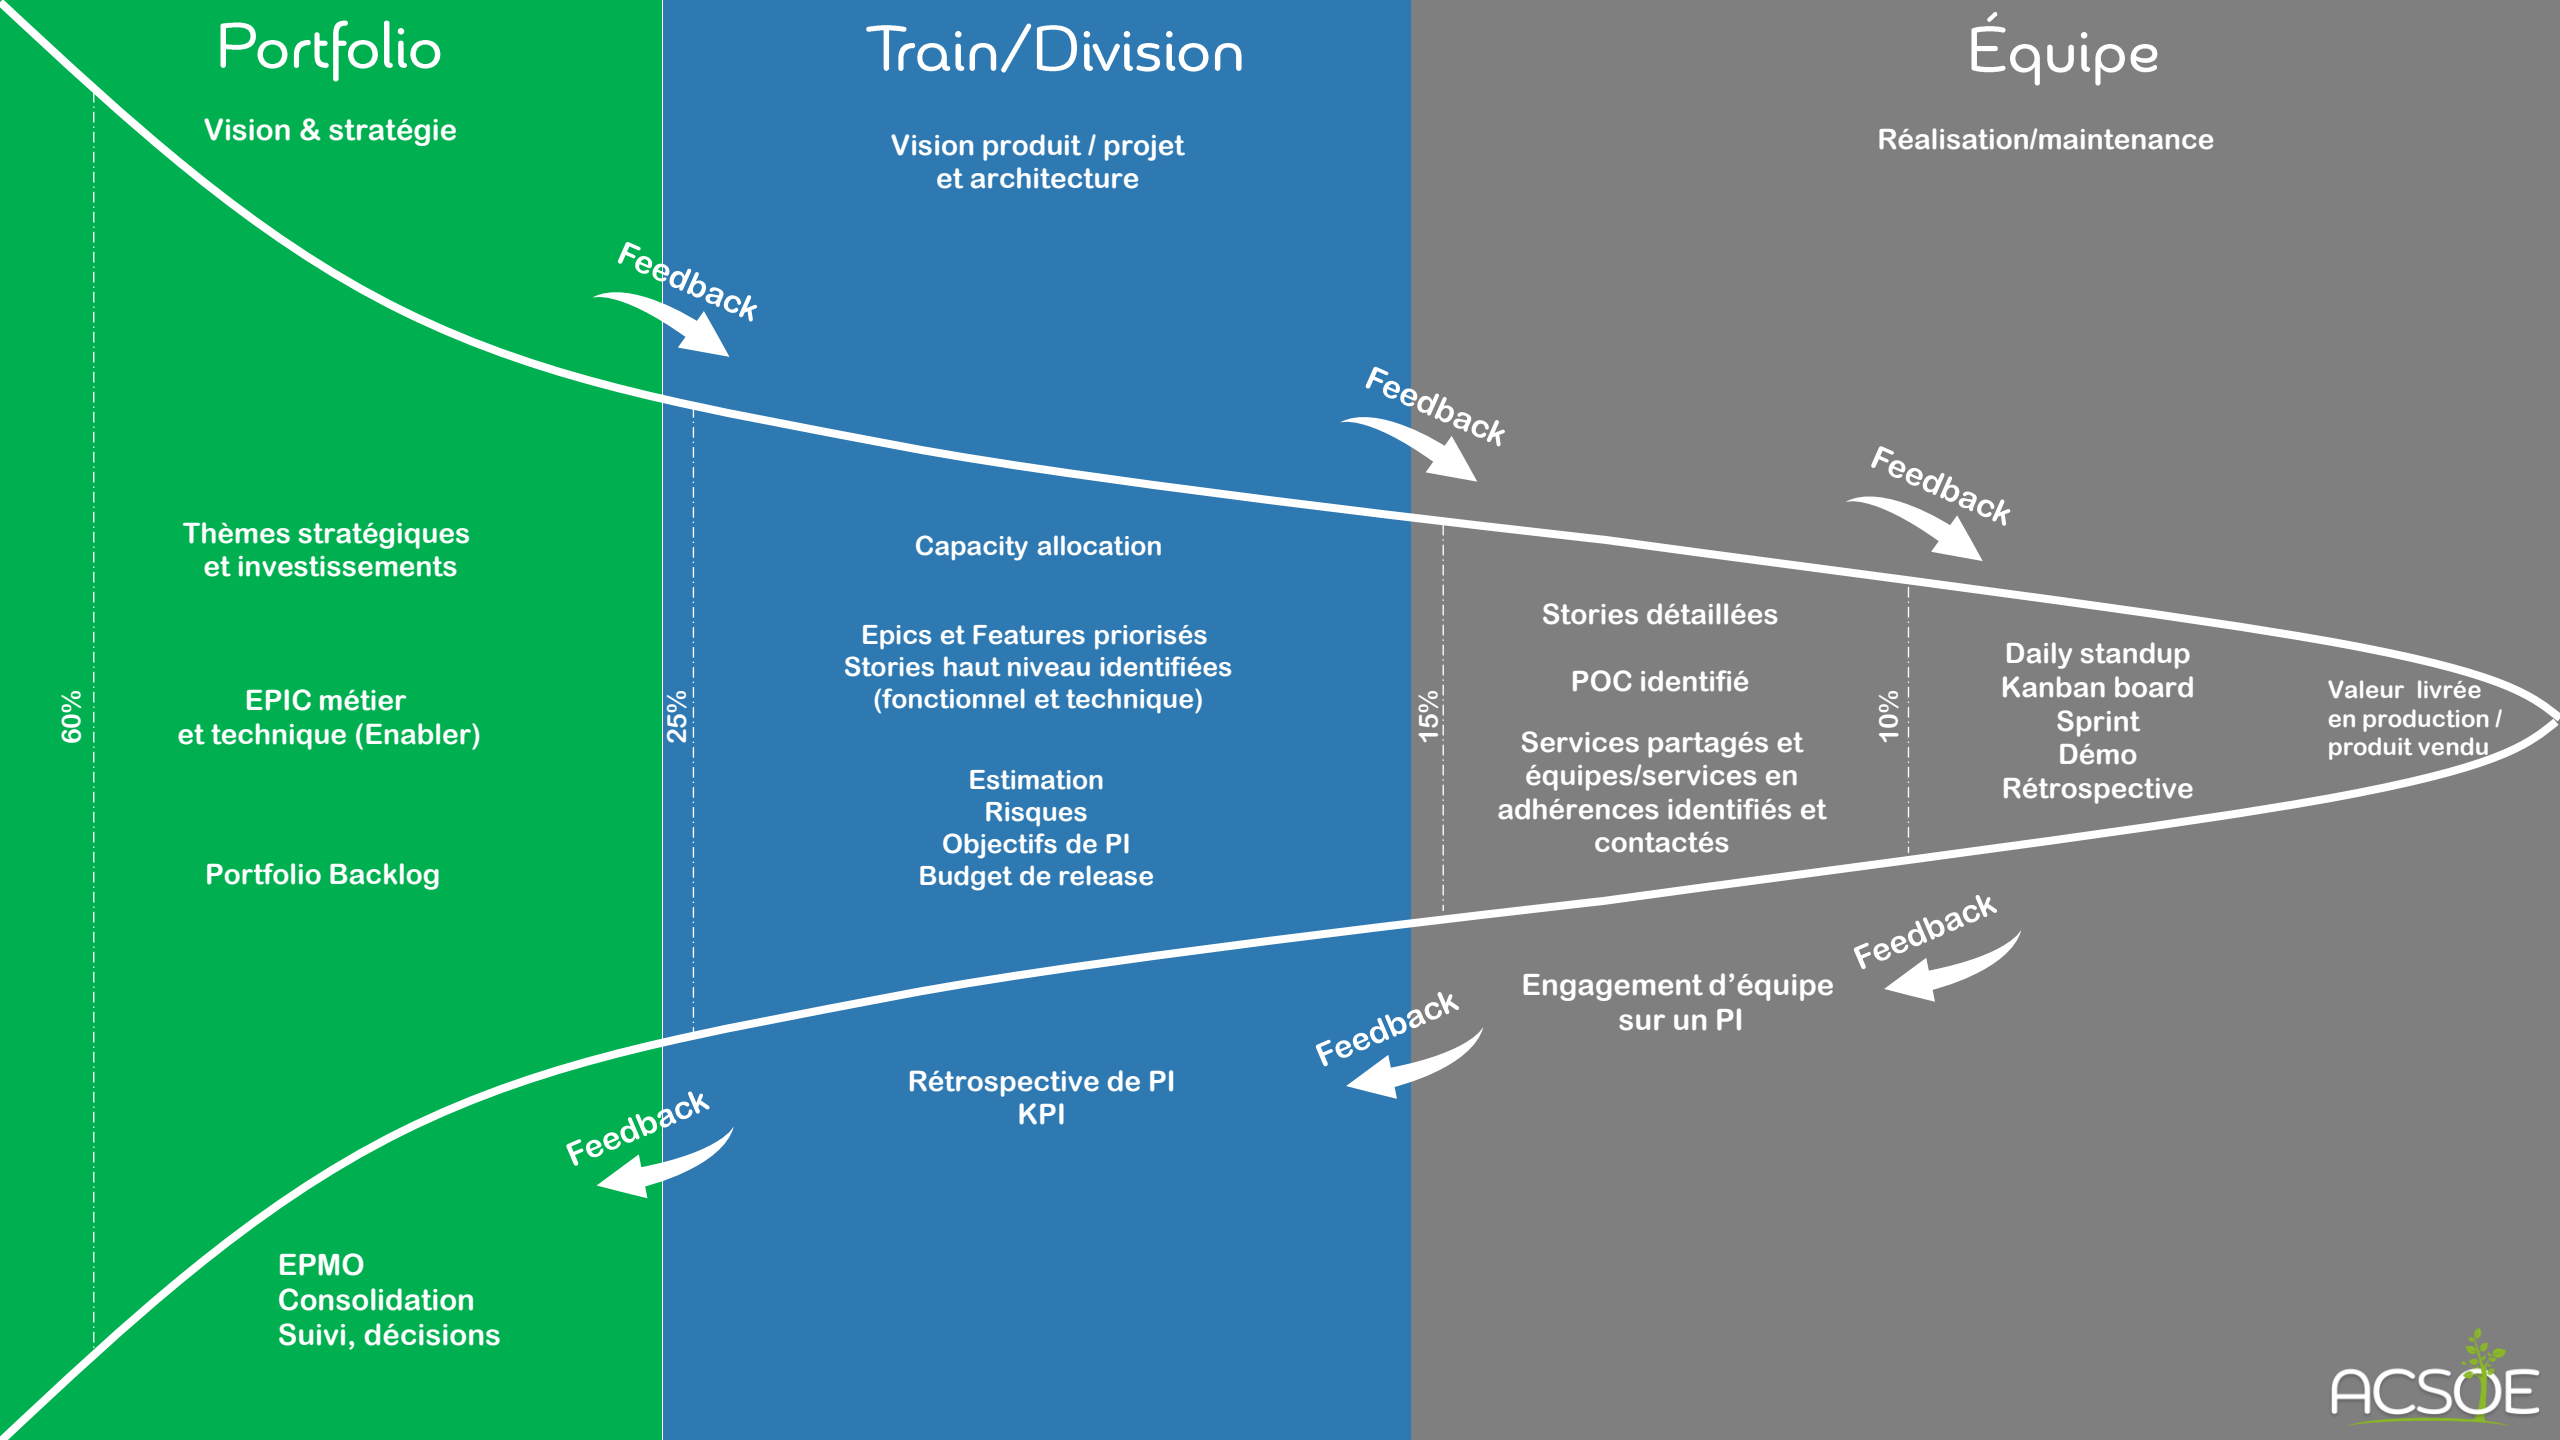 Portfolio
Vision & stratégie
Feedback
Thèmes stratégiques
et investissements
60%
EPIC métier
et technique (Enabler)
Portfolio Backlog
Feedback
EPMO
Consolidation
Suivi, décisions
Train/Division
Vision produit / projet
et architecture
Feedback
Capacity allocation
25%
Epics et Features priorisés
Stories haut niveau identifiées
(fonctionnel et technique)
Estimation
Risques
Objectifs de PI
Budget de release
Feedback
Rétrospective de PI
KPI
Équipe
Réalisation/maintenance
Feedback
15%
Stories détaillées
POC identifié
Services partagés et
équipes/services en
adhérences identifiés et
contactés
10%
Daily standup
Kanban board
Sprint
Démo
Rétrospective
Valeur livrée
en production /
produit vendu
Feedback
Engagement d’équipe
sur un PI
ACSOE